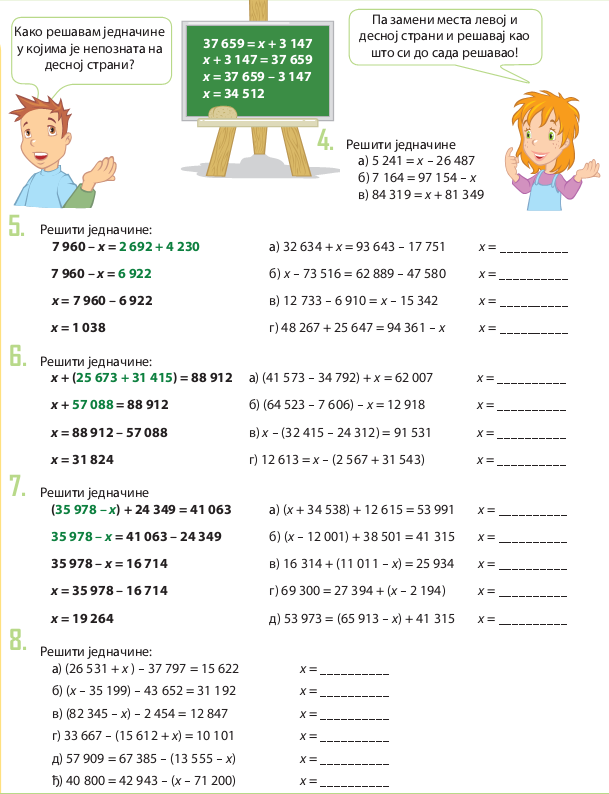 Како решавам једначине
у којима је непозната на
десној страни?
37 659 = x + 3 147
x + 3 147 = 37 659
x = 37 659 – 3 147
x = 34 512
Па замени места левој и
десној страни и решавај као
што си до сада решавао!
4. Решити једначине
а) 5 241 = x – 26 487
б) 7 164 = 97 154 – x
в) 84 319 = x + 81 349
5. Решити једначине:
7 960 – x = 2 692 + 4 230
7 960 – x = 6 922
x = 7 960 – 6 922
x = 1 038
а) 32 634 + x = 93 643 – 17 751 x = __________
б) x – 73 516 = 62 889 – 47 580 x = __________
в) 12 733 – 6 910 = x – 15 342 x = __________
г) 48 267 + 25 647 = 94 361 – x x = __________
6. Решити једначине:
x + (25 673 + 31 415) = 88 912
x + 57 088 = 88 912
x = 88 912 – 57 088
x = 31 824
а) (41 573 – 34 792) + x = 62 007 x = __________
б) (64 523 – 7 606) – x = 12 918 x = __________
в) x – (32 415 – 24 312) = 91 531 x = __________
г) 12 613 = x – (2 567 + 31 543) x = __________
7. Решити једначине
(35 978 – x) + 24 349 = 41 063
35 978 – x = 41 063 – 24 349
35 978 – x = 16 714
x = 35 978 – 16 714
x = 19 264
а) (x + 34 538) + 12 615 = 53 991 x = __________
б) (x – 12 001) + 38 501 = 41 315 x = __________
в) 16 314 + (11 011 – x) = 25 934 x = __________
г) 69 300 = 27 394 + (x – 2 194) x = __________
д) 53 973 = (65 913 – x) + 41 315 x = __________
8. Решити једначине:
а) (26 531 + x ) – 37 797 = 15 622 x = __________
б) (x – 35 199) – 43 652 = 31 192 x = __________
в) (82 345 – x) – 2 454 = 12 847 x = __________
г) 33 667 – (15 612 + x) = 10 101 x = __________
д) 57 909 = 67 385 – (13 555 – x) x = __________
ђ) 40 800 = 42 943 – (x – 71 200) x = __________